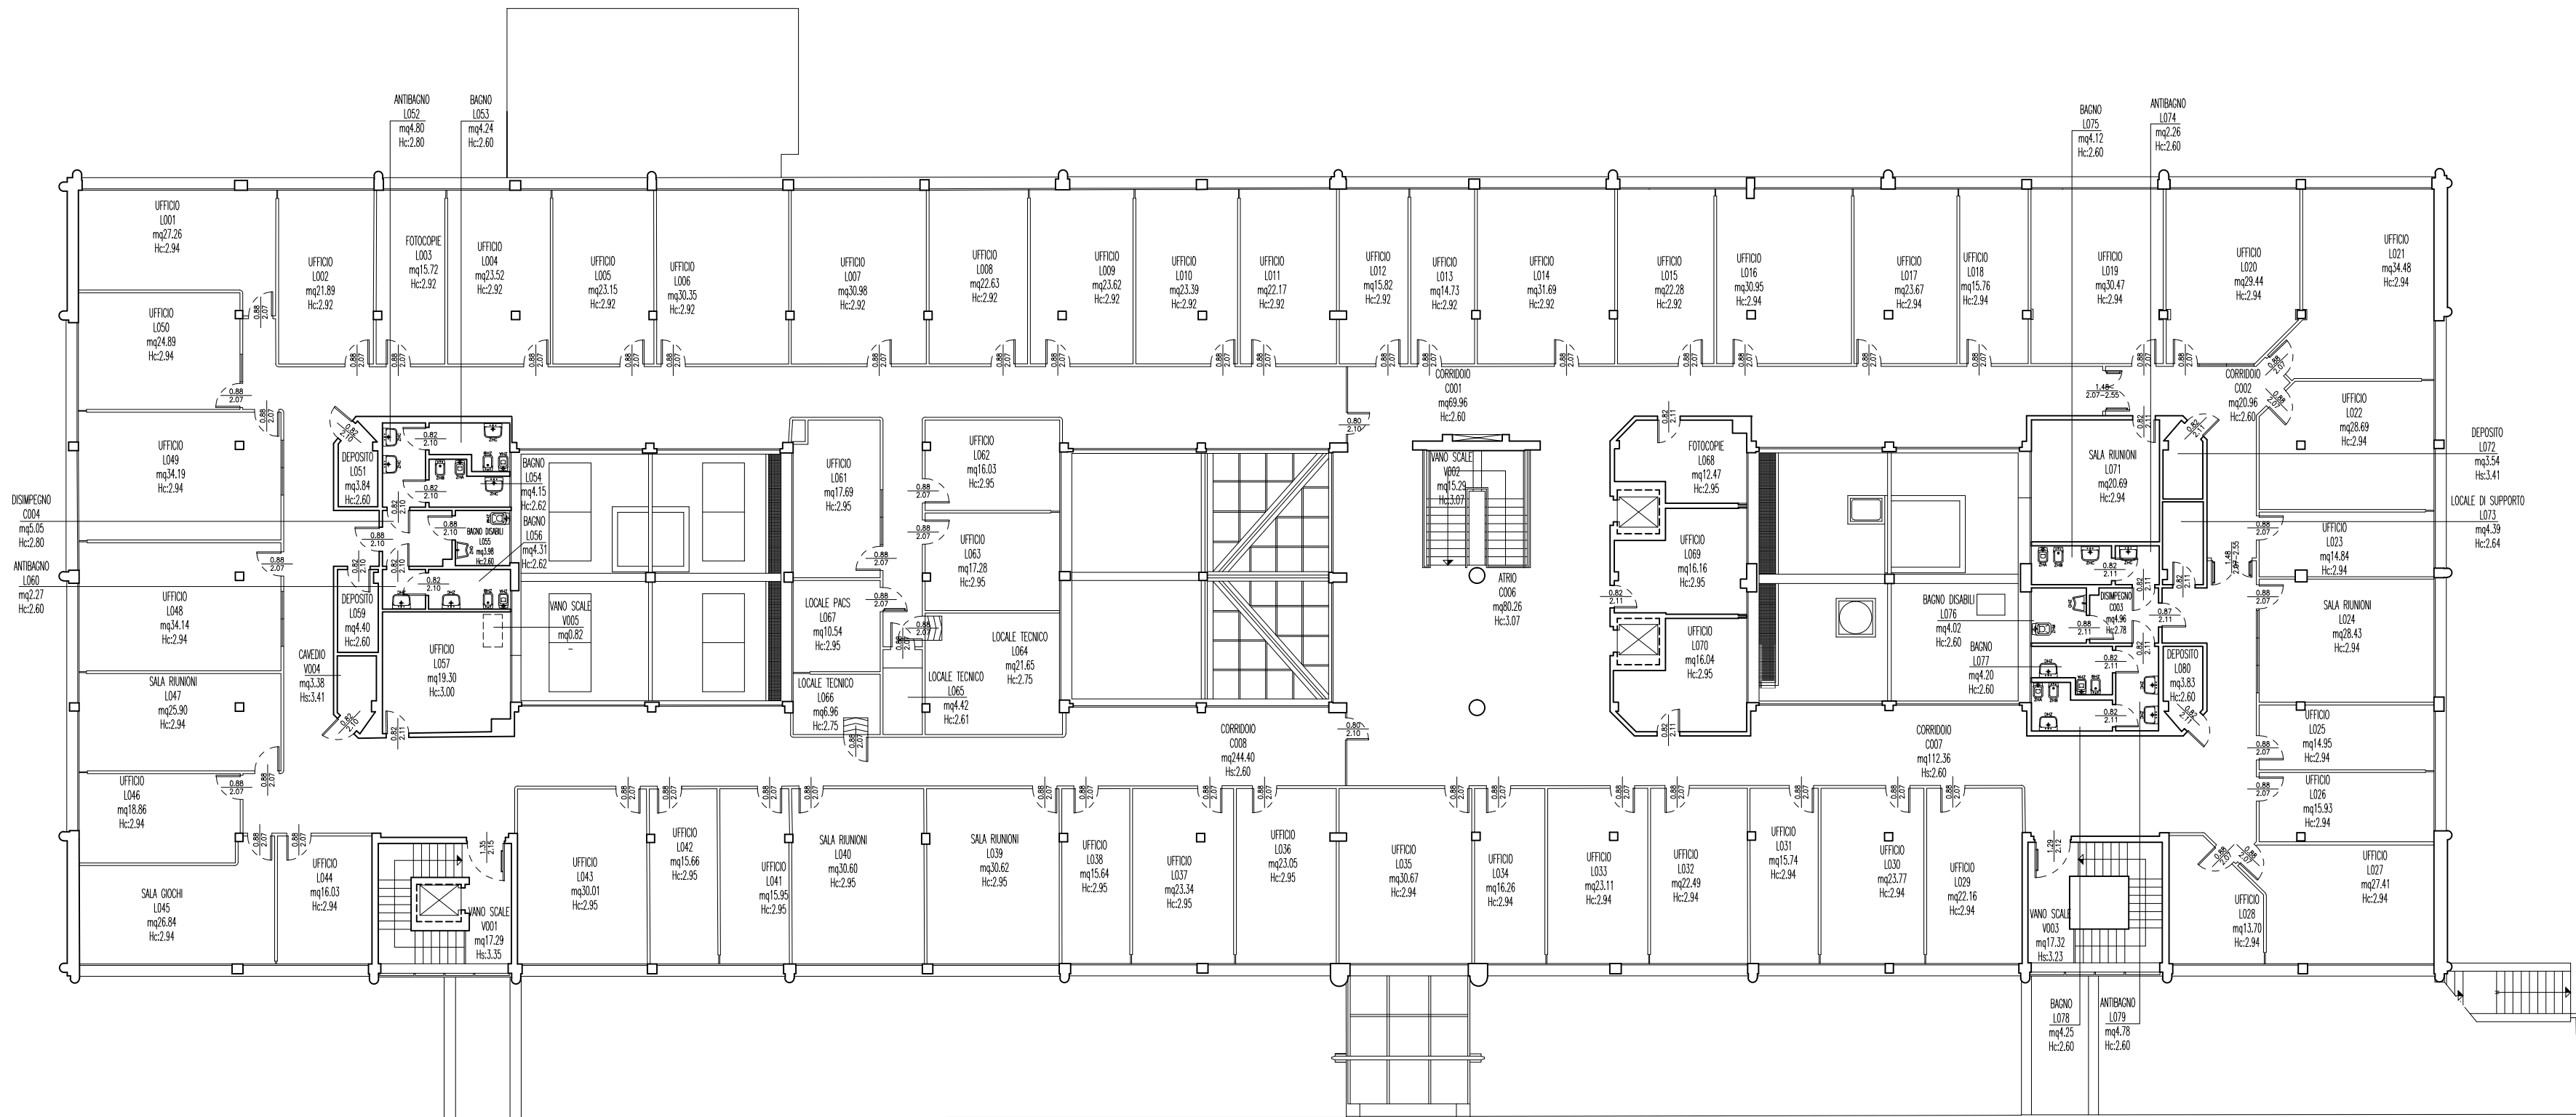 ANTIBAGNO
L052
mq4.80
Hc:2.80
BAGNO
L053
mq4.24
Hc:2.60
BAGNO
L075
mq4.12
Hc:2.60
ANTIBAGNO
L074
mq2.26
Hc:2.60
UFFICIO
L001
mq27.26
Hc:2.94
UFFICIO
L002
mq21.89
Hc:2.92
FOTOCOPIE
L003
mq15.72
Hc:2.92
UFFICIO
L004
mq23.52
Hc:2.92
UFFICIO
L005
mq23.15
Hc:2.92
UFFICIO
L006
mq30.35
Hc:2.92
UFFICIO
L007
mq30.98
Hc:2.92
UFFICIO
L008
mq22.63
Hc:2.92
UFFICIO
L009
mq23.62
Hc:2.92
UFFICIO
L010
mq23.39
Hc:2.92
UFFICIO
L011
mq22.17
Hc:2.92
UFFICIO
L012
mq15.82
Hc:2.92
UFFICIO
L013
mq14.73
Hc:2.92
UFFICIO
L014
mq31.69
Hc:2.92
UFFICIO
L015
mq22.28
Hc:2.92
UFFICIO
L016
mq30.95
Hc:2.94
UFFICIO
L017
mq23.67
Hc:2.94
UFFICIO
L018
mq15.76
Hc:2.94
UFFICIO
L019
mq30.47
Hc:2.94
UFFICIO
L020
mq29.44
Hc:2.94
UFFICIO
L021
mq34.48
Hc:2.94
UFFICIO
L050
mq24.89
Hc:2.94
CORRIDOIO
C001
mq69.96
Hc:2.60
1.48
2.07-2.55
CORRIDOIO
C002
mq20.96
Hc:2.60
UFFICIO
L022
mq28.69
Hc:2.94
UFFICIO
L049
mq34.19
Hc:2.94
DEPOSITO
L051
mq3.84
Hc:2.60
BAGNO
L054
mq4.15
Hc:2.62
BAGNO
L056
mq4.31
Hc:2.62
BAGNO DISABILI
L055
mq3.98
Hc:2.60
UFFICIO
L061
mq17.69
Hc:2.95
UFFICIO
L062
mq16.03
Hc:2.95
UFFICIO
L063
mq17.28
Hc:2.95
VANO SCALE
V002
mq15.29
Hc:3.07
FOTOCOPIE
L068
mq12.47
Hc:2.95
UFFICIO
L069
mq16.16
Hc:2.95
SALA RIUNIONI
L071
mq20.69
Hc:2.94
DEPOSITO
L072
mq3.54
Hs:3.41
LOCALE DI SUPPORTO
L073
mq4.39
Hc:2.64
DISIMPEGNO
C004
mq5.05
Hc:2.80
ANTIBAGNO
L060
mq2.27
Hc:2.60
UFFICIO
L023
mq14.84
Hc:2.94
UFFICIO
L048
mq34.14
Hc:2.94
DEPOSITO
L059
mq4.40
Hc:2.60
VANO SCALE
V005
mq0.82
–
LOCALE PACS
L067
mq10.54
Hc:2.95
ATRIO
C006
mq80.26
Hc:3.07
BAGNO DISABILI
L076
mq4.02
Hc:2.60
DISIMPEGNO
C003
mq4.96
Hc:2.78
SALA RIUNIONI
L024
mq28.43
Hc:2.94
CAVEDIO
V004
mq3.38
Hs:3.41
UFFICIO
L057
mq19.30
Hc:3.00
LOCALE TECNICO
L064
mq21.65
Hc:2.75
LOCALE TECNICO
L065
mq4.42
Hc:2.61
LOCALE TECNICO
L066
mq6.96
Hc:2.75
UFFICIO
L070
mq16.04
Hc:2.95
BAGNO
L077
mq4.20
Hc:2.60
DEPOSITO
L080
mq3.83
Hc:2.60
SALA RIUNIONI
L047
mq25.90
Hc:2.94
CORRIDOIO
C008
mq244.40
Hs:2.60
CORRIDOIO
C007
mq112.36
Hs:2.60
UFFICIO
L025
mq14.95
Hc:2.94
UFFICIO
L026
mq15.93
Hc:2.94
UFFICIO
L046
mq18.86
Hc:2.94
SALA GIOCHI
L045
mq26.84
Hc:2.94
UFFICIO
L044
mq16.03
Hc:2.94
1.35
2.15
VANO SCALE
V001
mq17.29
Hs:3.35
UFFICIO
L043
mq30.01
Hc:2.95
UFFICIO
L042
mq15.66
Hc:2.95
UFFICIO
L041
mq15.95
Hc:2.95
SALA RIUNIONI
L040
mq30.60
Hc:2.95
SALA RIUNIONI
L039
mq30.62
Hc:2.95
UFFICIO
L038
mq15.64
Hc:2.95
UFFICIO
L037
mq23.34
Hc:2.95
UFFICIO
L036
mq23.05
Hc:2.95
UFFICIO
L035
mq30.67
Hc:2.94
UFFICIO
L034
mq16.26
Hc:2.94
UFFICIO
L033
mq23.11
Hc:2.94
UFFICIO
L032
mq22.49
Hc:2.94
UFFICIO
L031
mq15.74
Hc:2.94
UFFICIO
L030
mq23.77
Hc:2.94
UFFICIO
L029
mq22.16
Hc:2.94
1.29
2.12
VANO SCALE
V003
mq17.32
Hs:3.23
UFFICIO
L028
mq13.70
Hc:2.94
UFFICIO
L027
mq27.41
Hc:2.94
BAGNO
L078
mq4.25
Hc:2.60
ANTIBAGNO
L079
mq4.78
Hc:2.60